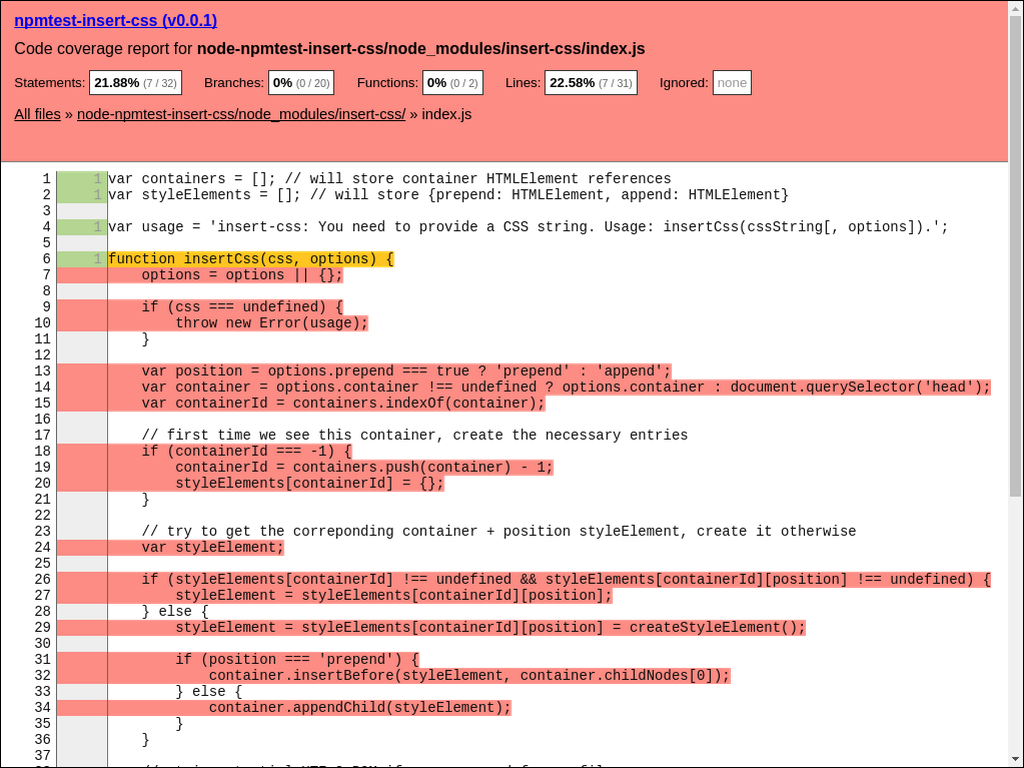 npmtest-insert-css (v0.0.1)
Code coverage report for node-npmtest-insert-css/node_modules/insert-css/index.js
Statements: 21.88% (7 / 32) Branches: 0% (0 / 20) Functions: 0% (0 / 2) Lines: 22.58% (7 / 31) Ignored: none
All files » node-npmtest-insert-css/node_modules/insert-css/ » index.js
1 1 var containers = []; // will store container HTMLElement references
2 1 var styleElements = []; // will store {prepend: HTMLElement, append: HTMLElement}
3
4 1 var usage = 'insert-css: You need to provide a CSS string. Usage: insertCss(cssString[, options]).';
5
6 1 function insertCss(css, options) {
7     options = options || {};
8
9     if (css === undefined) {
10         throw new Error(usage);
11     }
12
13     var position = options.prepend === true ? 'prepend' : 'append';
14     var container = options.container !== undefined ? options.container : document.querySelector('head');
15     var containerId = containers.indexOf(container);
16
17     // first time we see this container, create the necessary entries
18     if (containerId === -1) {
19         containerId = containers.push(container) - 1;
20         styleElements[containerId] = {};
21     }
22
23     // try to get the correponding container + position styleElement, create it otherwise
24     var styleElement;
25
26     if (styleElements[containerId] !== undefined && styleElements[containerId][position] !== undefined) {
27         styleElement = styleElements[containerId][position];
28     } else {
29         styleElement = styleElements[containerId][position] = createStyleElement();
30
31         if (position === 'prepend') {
32             container.insertBefore(styleElement, container.childNodes[0]);
33         } else {
34             container.appendChild(styleElement);
35         }
36     }
37